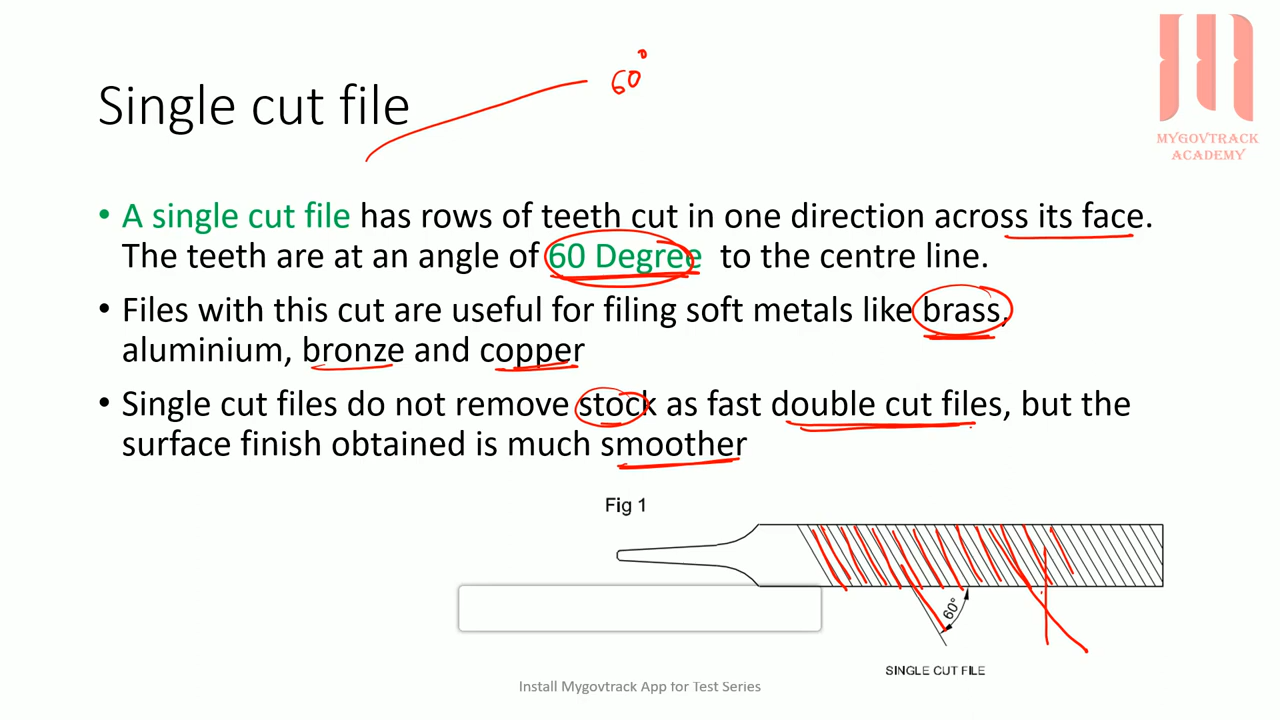 60°
Single cut file
MYGOVTRACK
ACADEMY
• A single cut file has rows of teeth cut in one direction across its face.
The teeth are at an angle of 60 Degree to the centre line.
• Files with this cut are useful for filing soft metals like brass,
aluminium, bronze and copper
• Single cut files do not remove stock as fast double cut files, but the
surface finish obtained is much smoother
Fig 1
60°
SINGLE CUT FILE
Install Mygovtrack App for Test Series